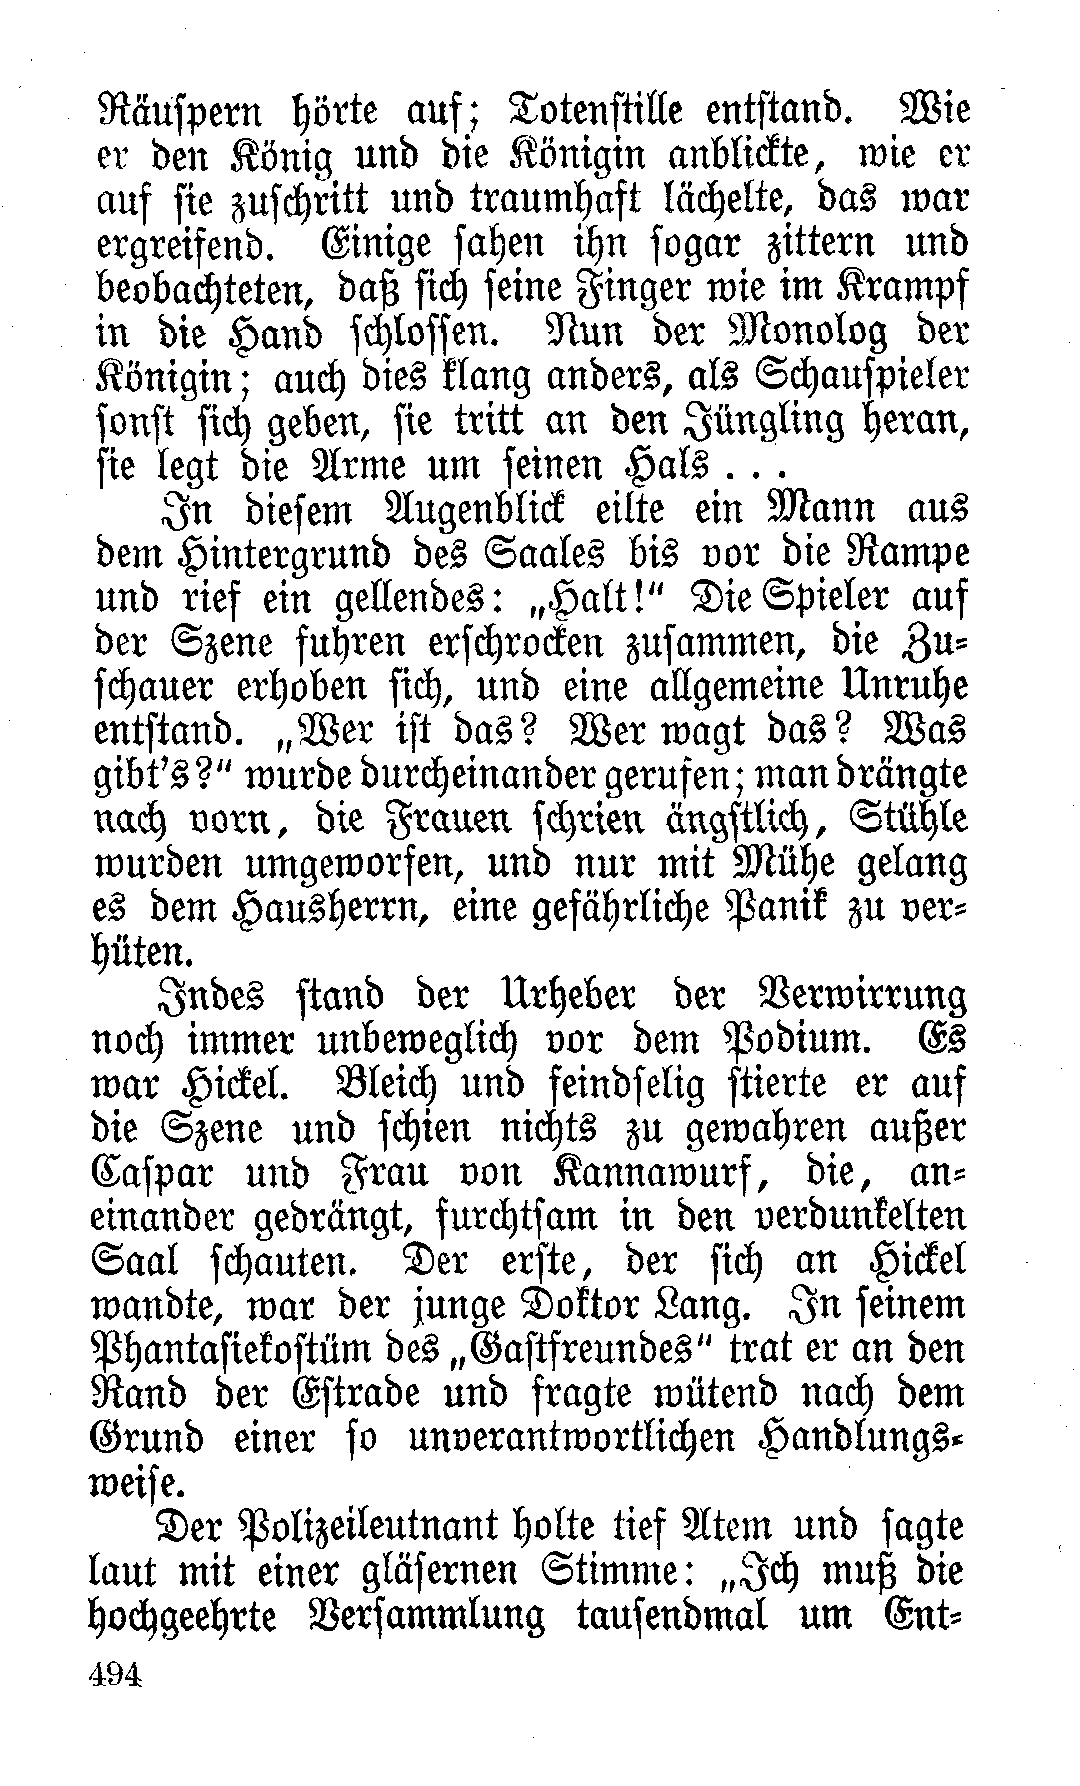 Räuspern hörte auf; Totenstille entstand. Wie
er den König und die Königin anblickte, wie er
auf sie zuschritt und traumhaft lächelte, das war
ergreifend. Einige sahen ihn sogar zittern und
beobachteten, daß sich seine Finger wie im Krampf
in die Hand schlossen. Nun der Monolog der
Königin; auch dies klang anders, als Schauspieler
sonst sich geben, sie tritt an den Jüngling heran,
sie legt die Arme um seinen Hals . . .
In diesem Augenblick eilte ein Mann aus
dem Hintergrund des Saales bis vor die Rampe
und rief ein gellendes: „Halt!“ Die Spieler auf
der Szene fuhren erschrocken zusammen, die Zu-
schauer erhoben sich, und eine allgemeine Unruhe
entstand. „Wer ist das? Wer wagt das? Was
gibt’s?“ wurde durcheinander gerufen; man drängte
nach vorn, die Frauen schrien ängstlich, Stühle
wurden umgeworfen, und nur mit Mühe gelang
es dem Hausherrn, eine gefährliche Panik zu ver-
hüten.
Indes stand der Urheber der Verwirrung
noch immer unbeweglich vor dem Podium. Es
war Hickel. Bleich und feindselig stierte er auf
die Szene und schien nichts zu gewahren außer
Caspar und Frau von Kannawurf, die, an-
einander gedrängt, furchtsam in den verdunkelten
Saal schauten. Der erste, der sich an Hickel
wandte, war der junge Doktor Lang. In seinem
Phantasiekostüm des „Gastfreundes“ trat er an den
Rand der Estrade und fragte wütend nach dem
Grund einer so unverantwortlichen Handlungs-
weise.
Der Polizeileutnant holte tief Atem und sagte
laut mit einer gläsernen Stimme: „Ich muß die
hochgeehrte Versammlung tausendmal um Ent-
494